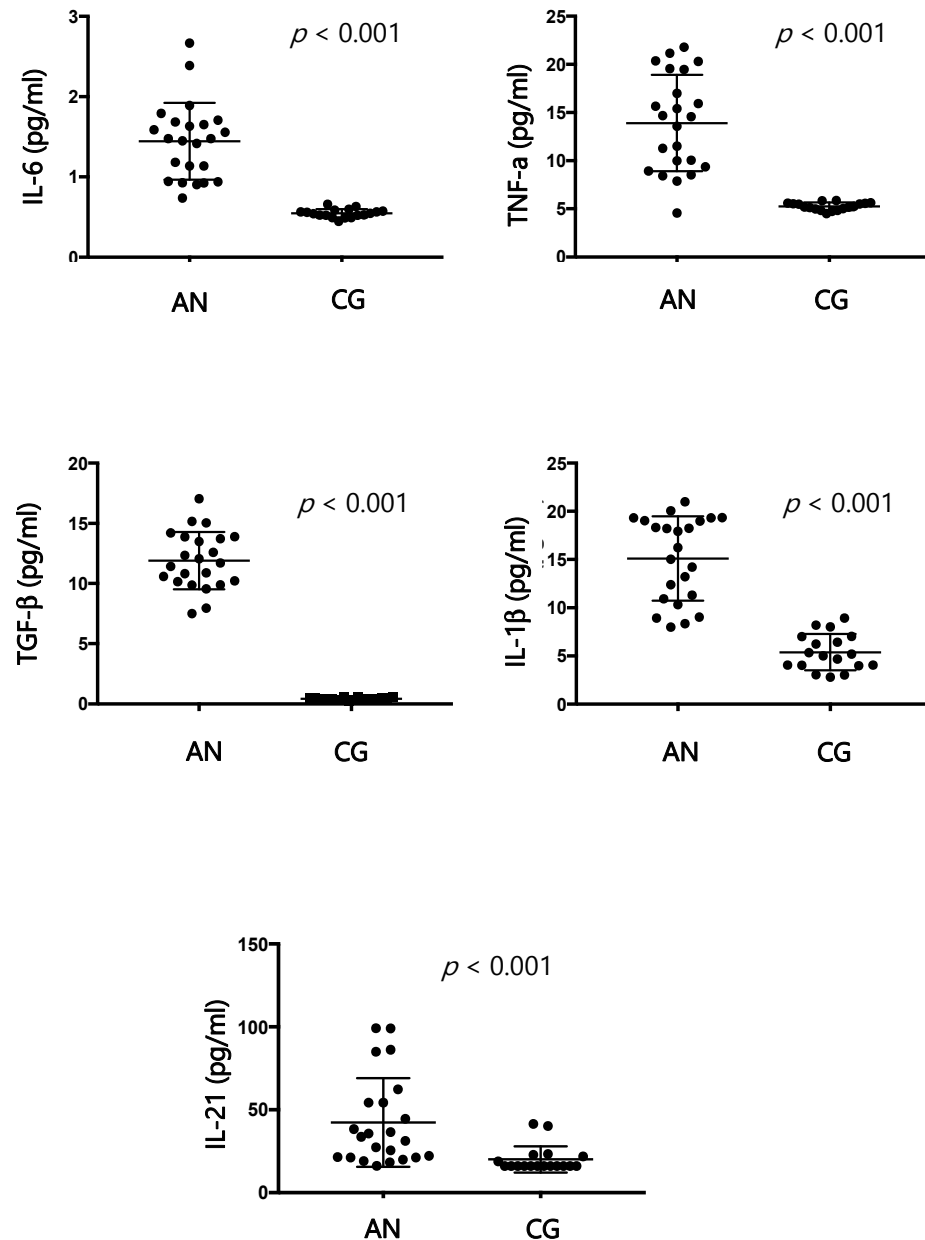 3
2
1
0
IL-6 (pg/ml)
p < 0.001
AN
CG
25
20
15
10
5
0
TNF-a (pg/ml)
p < 0.001
AN
CG
20
15
10
5
0
TGF-β (pg/ml)
p < 0.001
AN
CG
25
20
15
10
5
0
IL-1β (pg/ml)
p < 0.001
AN
CG
150
100
50
0
IL-21 (pg/ml)
p < 0.001
AN
CG